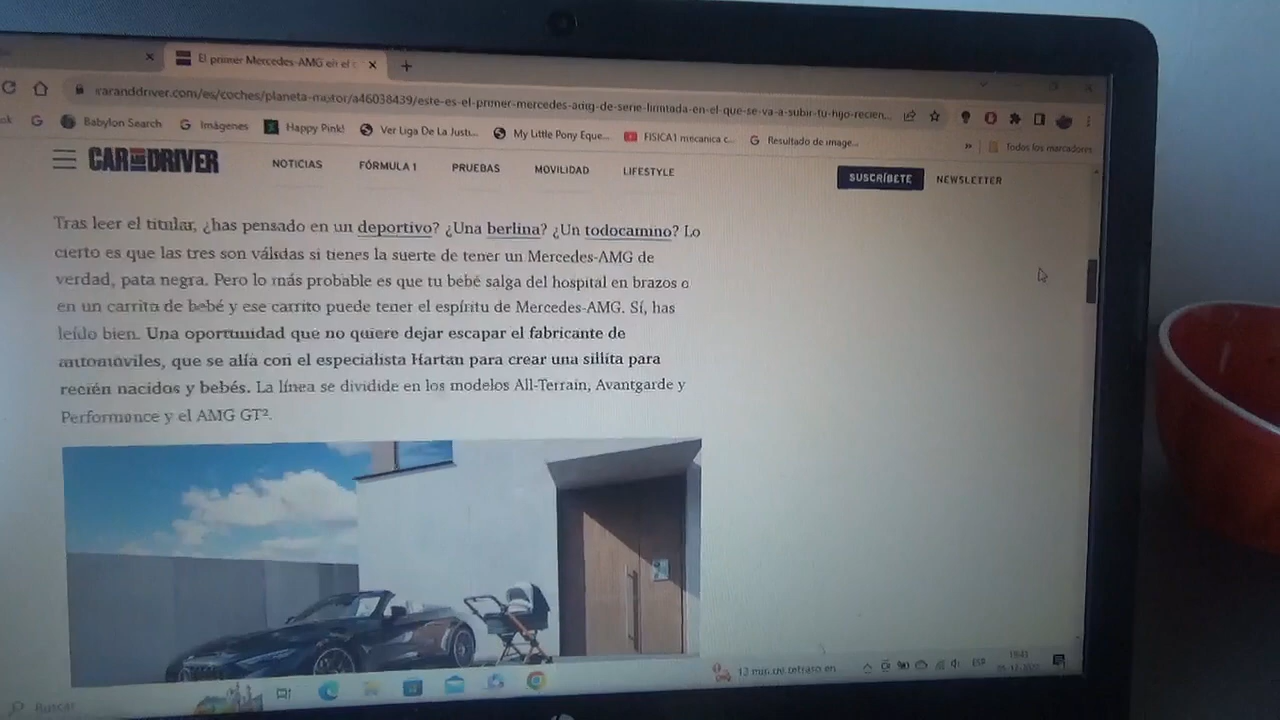 El primer Mercedes-AMG en el
caranddriver.com/es/coches/planeta-motor/a46038439/este-es-el-primer-mercedes-amg-de-serie-limitada-en-el-que-se-va-a-subir-tu-hijo-recien...
Babylon Search Imágenes Happy Pink! Ver Liga De La Justi... My Little Pony Eque... FISICA1 mecanica c... Resultado de image... » Todos los marcadores
CAR AND DRIVER NOTICIAS FÓRMULA 1 PRUEBAS MOVILIDAD LIFESTYLE SUSCRÍBETE NEWSLETTER
Tras leer el titular, ¿has pensado en un deportivo? ¿Una berlina? ¿Un todocamino? Lo
cierto es que las tres son válidas si tienes la suerte de tener un Mercedes-AMG de
verdad, pata negra. Pero lo más probable es que tu bebé salga del hospital en brazos o
en un carrito de bebé y ese carrito puede tener el espíritu de Mercedes-AMG. Sí, has
leído bien. Una oportunidad que no quiere dejar escapar el fabricante de
automóviles, que se alía con el especialista Hartan para crear una sillita para
recién nacidos y bebés. La línea se dividide en los modelos All-Terrain, Avantgarde y
Performance y el AMG GT².
12 min de retraso en
ESP
Buscar